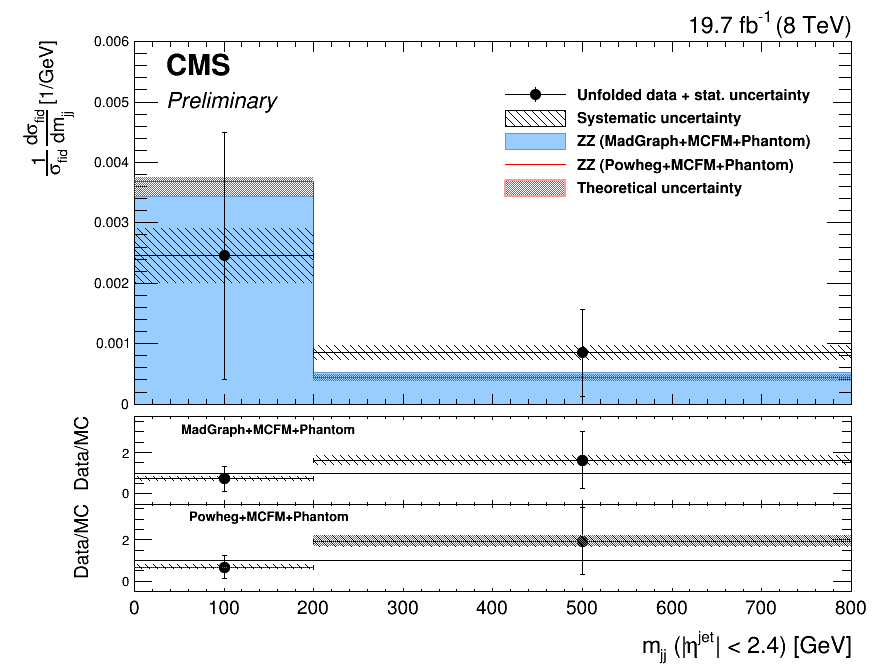 19.7 fb⁻¹ (8 TeV)
CMS
Preliminary
1/σ_fid dσ_fid/dm_jj [1/GeV]
0.006
0.005
0.004
0.003
0.002
0.001
0
Unfolded data + stat. uncertainty
Systematic uncertainty
ZZ (MadGraph+MCFM+Phantom)
ZZ (Powheg+MCFM+Phantom)
Theoretical uncertainty
Data/MC
2
0
MadGraph+MCFM+Phantom
Data/MC
2
0
Powheg+MCFM+Phantom
0 100 200 300 400 500 600 700 800
m_jj (|η^jet| < 2.4) [GeV]